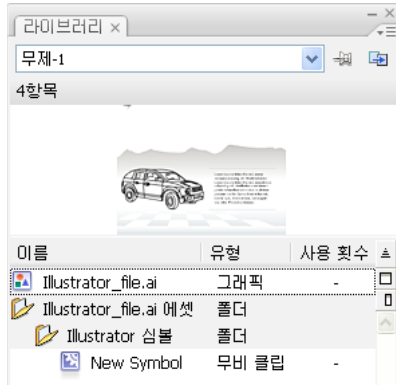 라이브러리
무제-1
4항목
이름 유형 사용 횟수
Illustrator_file.ai 그래픽 -
Illustrator_file.ai 에셋 폴더
Illustrator 심볼 폴더
New Symbol 무비 클립 -